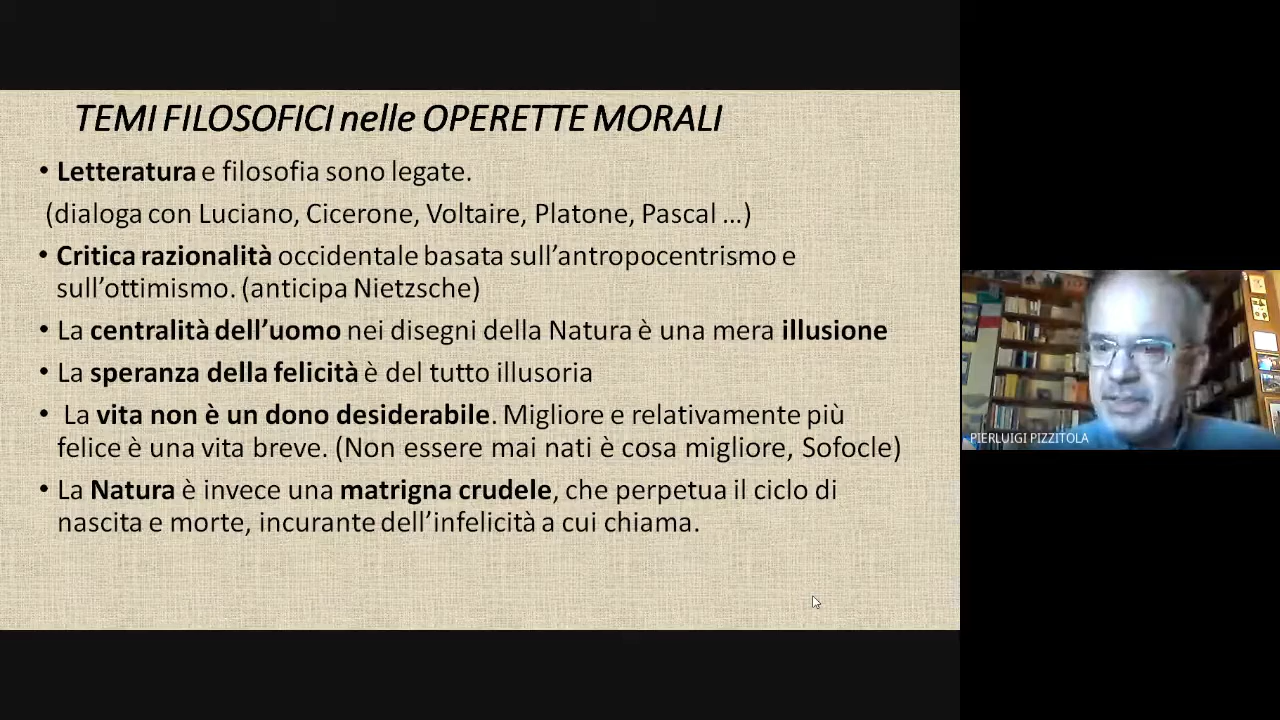 TEMI FILOSOFICI nelle OPERETTE MORALI
• Letteratura e filosofia sono legate.
(dialoga con Luciano, Cicerone, Voltaire, Platone, Pascal ...)
• Critica razionalità occidentale basata sull’antropocentrismo e
sull’ottimismo. (anticipa Nietzsche)
• La centralità dell’uomo nei disegni della Natura è una mera illusione
• La speranza della felicità è del tutto illusoria
• La vita non è un dono desiderabile. Migliore e relativamente più
felice è una vita breve. (Non essere mai nati è cosa migliore, Sofocle)
• La Natura è invece una matrigna crudele, che perpetua il ciclo di
nascita e morte, incurante dell’infelicità a cui chiama.
PIERLUIGI PIZZITOLA